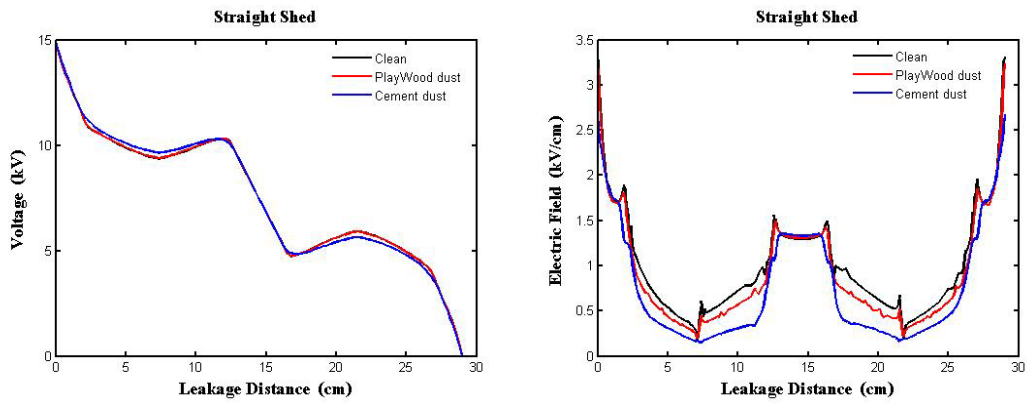 Straight Shed
15
10
5
0
Voltage (kV)
Clean
PlayWood dust
Cement dust
0 5 10 15 20 25 30
Leakage Distance (cm)
Straight Shed
3.5
3
2.5
2
1.5
1
0.5
0
Electric Field (kV/cm)
Clean
PlayWood dust
Cement dust
0 5 10 15 20 25 30
Leakage Distance (cm)